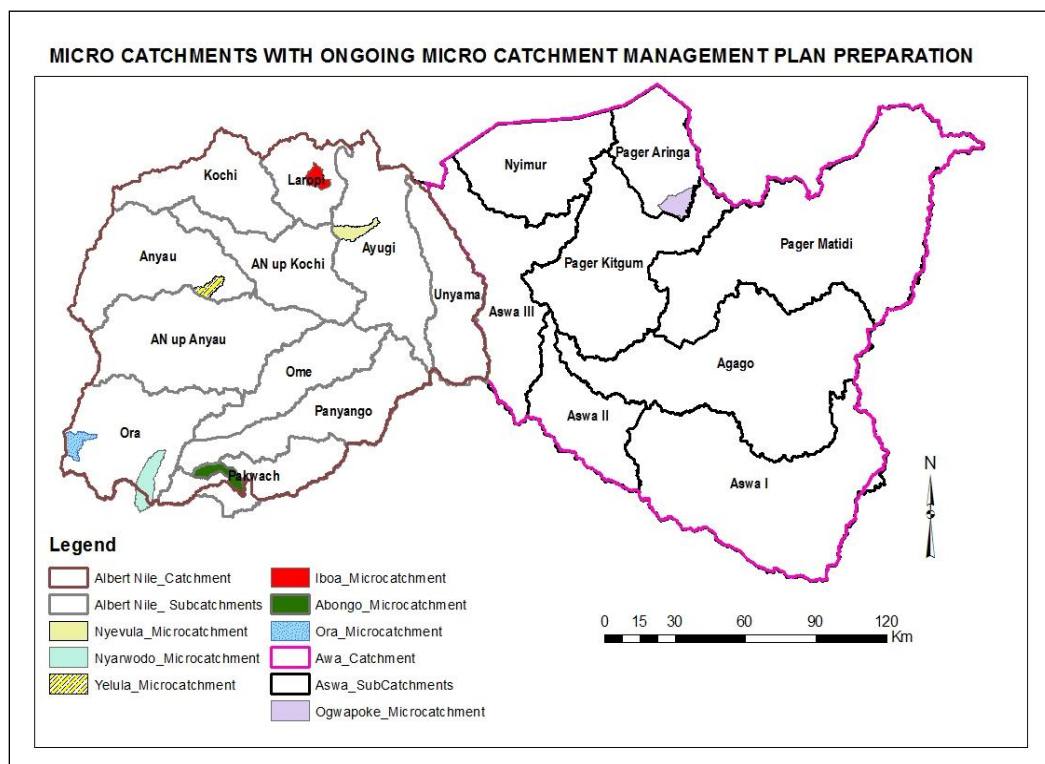 MICRO CATCHMENTS WITH ONGOING MICRO CATCHMENT MANAGEMENT PLAN PREPARATION
Kochi
Laropi
Nyimur
Pager Aringa
Anyau
AN up Kochi
Ayugi
Unyama
Aswa III
Pager Kitgum
Pager Matidi
AN up Anyau
Ome
Agago
Panyango
Ora
Aswa II
Pakwach
Aswa I
N
Legend
Albert Nile_Catchment
Albert Nile_ Subcatchments
Nyevula_Microcatchment
Nyarwodo_Microcatchment
Yelula_Microcatchment
Iboa_Microcatchment
Abongo_Microcatchment
Ora_Microcatchment
Awa_Catchment
Aswa_SubCatchments
Ogwapoke_Microcatchment
0 15 30 60 90 120
Km